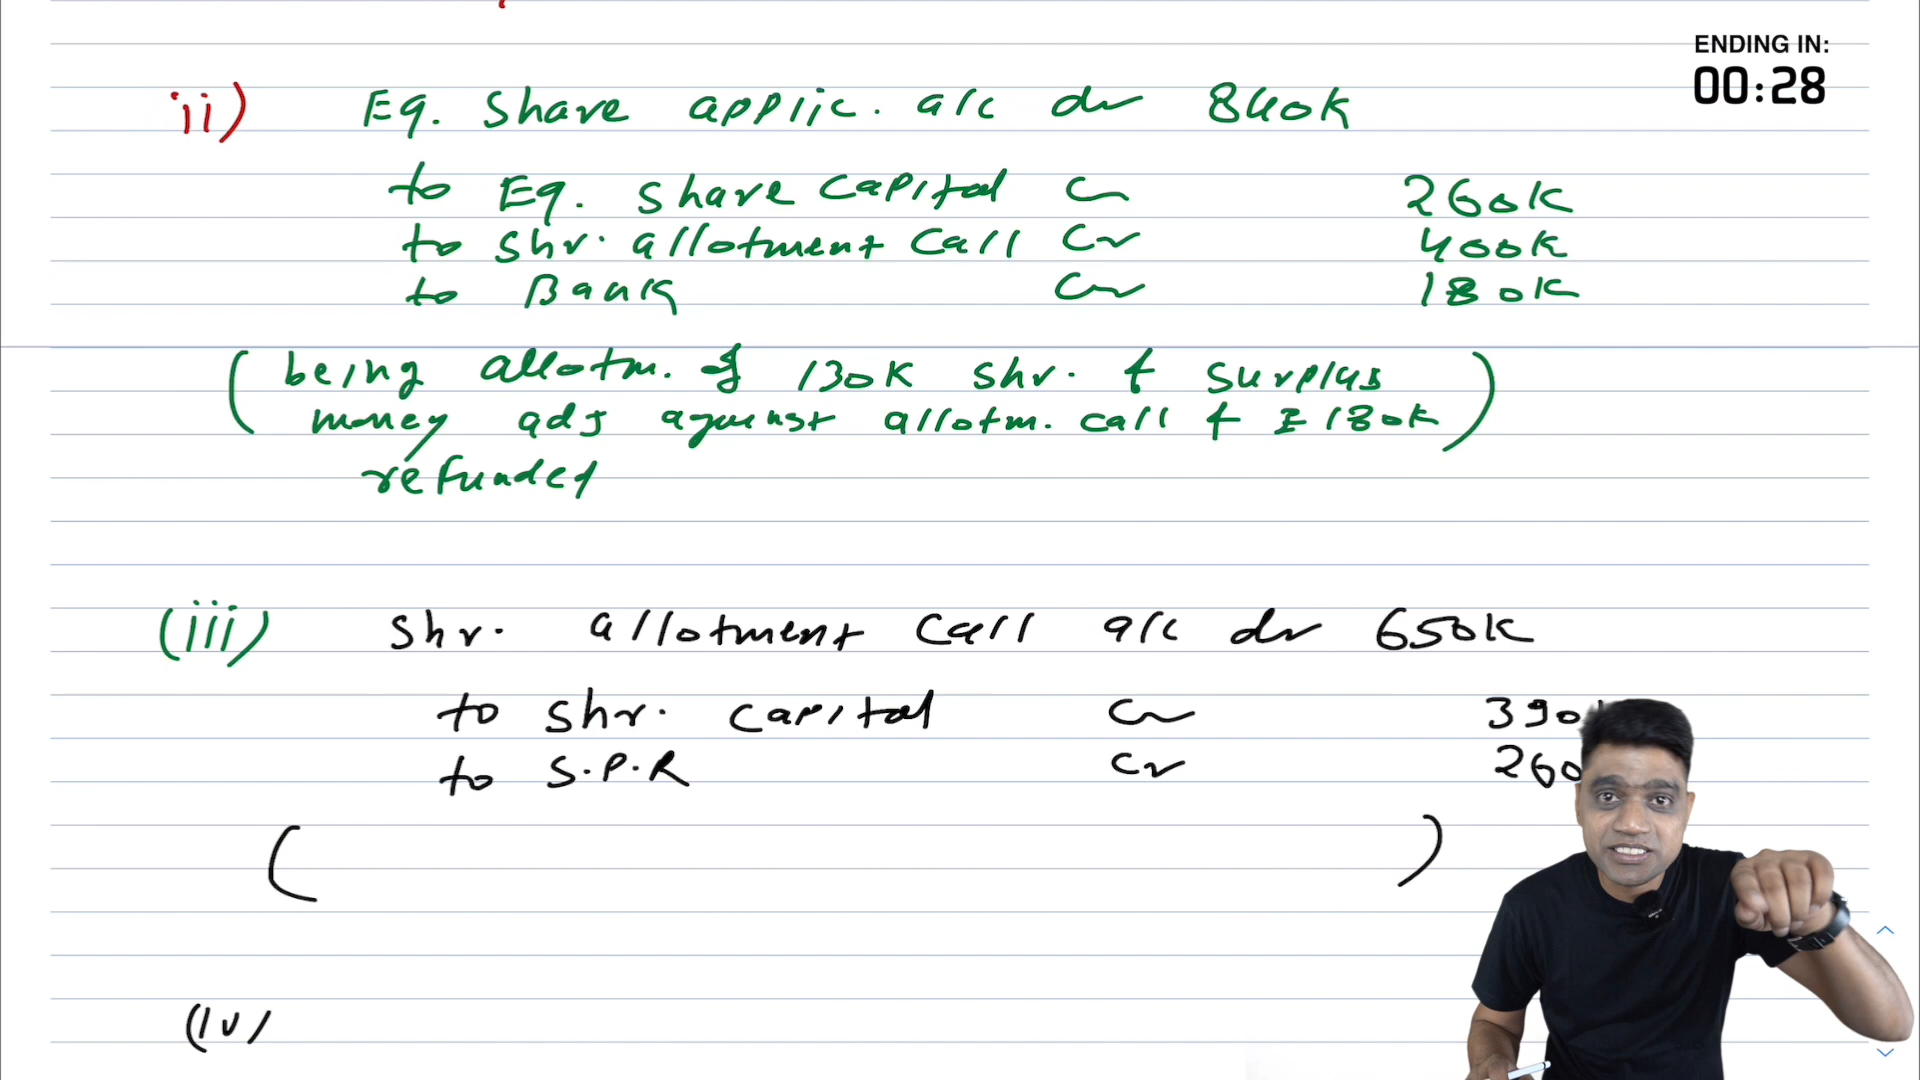 ENDING IN:
00:28
ii) Eq. Share applic. a/c dr 840k
to Eq. Share Capital Cr 260k
to Shr. allotment Call Cr 400k
to Bank Cr 180k
(being allotm. of 130k shr. & surplus
money adj against allotm. call & 180k)
refunded
(iii) Shr. allotment Call a/c dr 650k
to Shr. Capital Cr 390
to S.P.R Cr 260
( )
(iv)